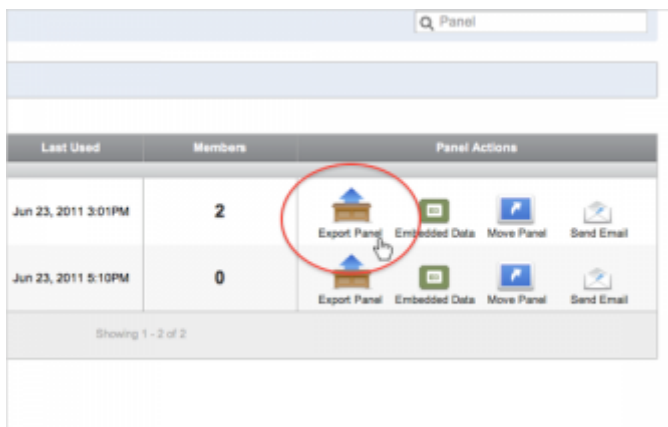 Panel
Last Used Members Panel Actions
Jun 23, 2011 3:01PM 2 Export Panel Embedded Data Move Panel Send Email
Jun 23, 2011 5:10PM 0 Export Panel Embedded Data Move Panel Send Email
Showing 1 - 2 of 2